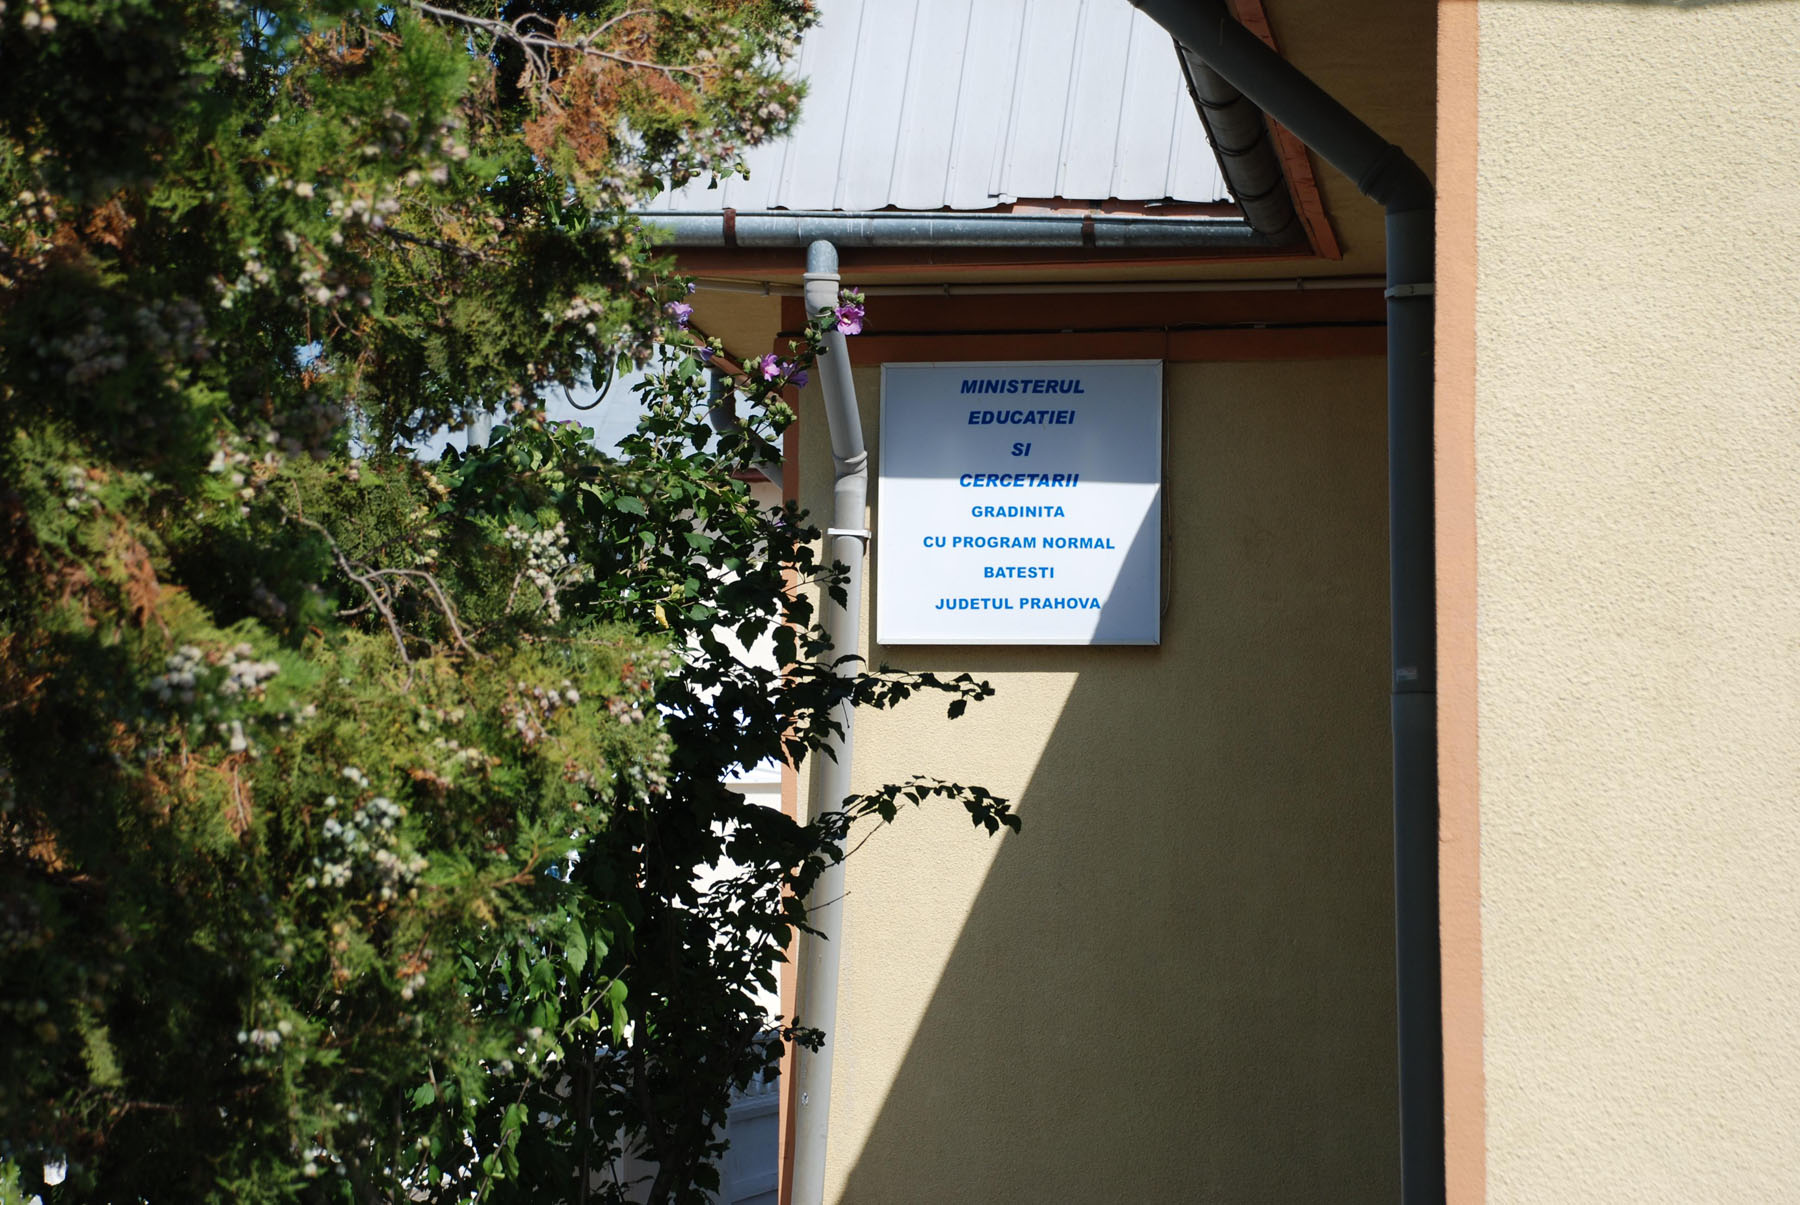 MINISTERUL
EDUCATIEI
SI
CERCETARII
GRADINITA
CU PROGRAM NORMAL
BATESTI
JUDETUL PRAHOVA